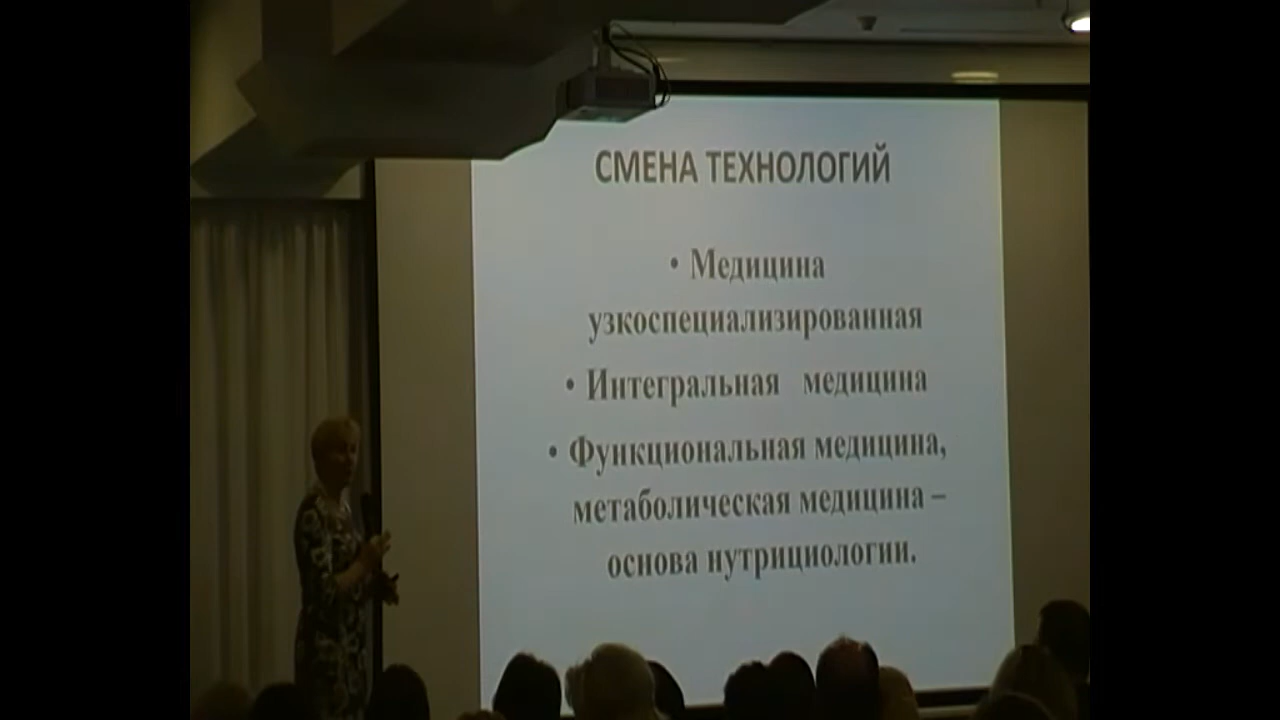 СМЕНА ТЕХНОЛОГИЙ
• Медицина
узкоспециализированная
• Интегральная медицина
• Функциональная медицина,
метаболическая медицина –
основа нутрициологии.